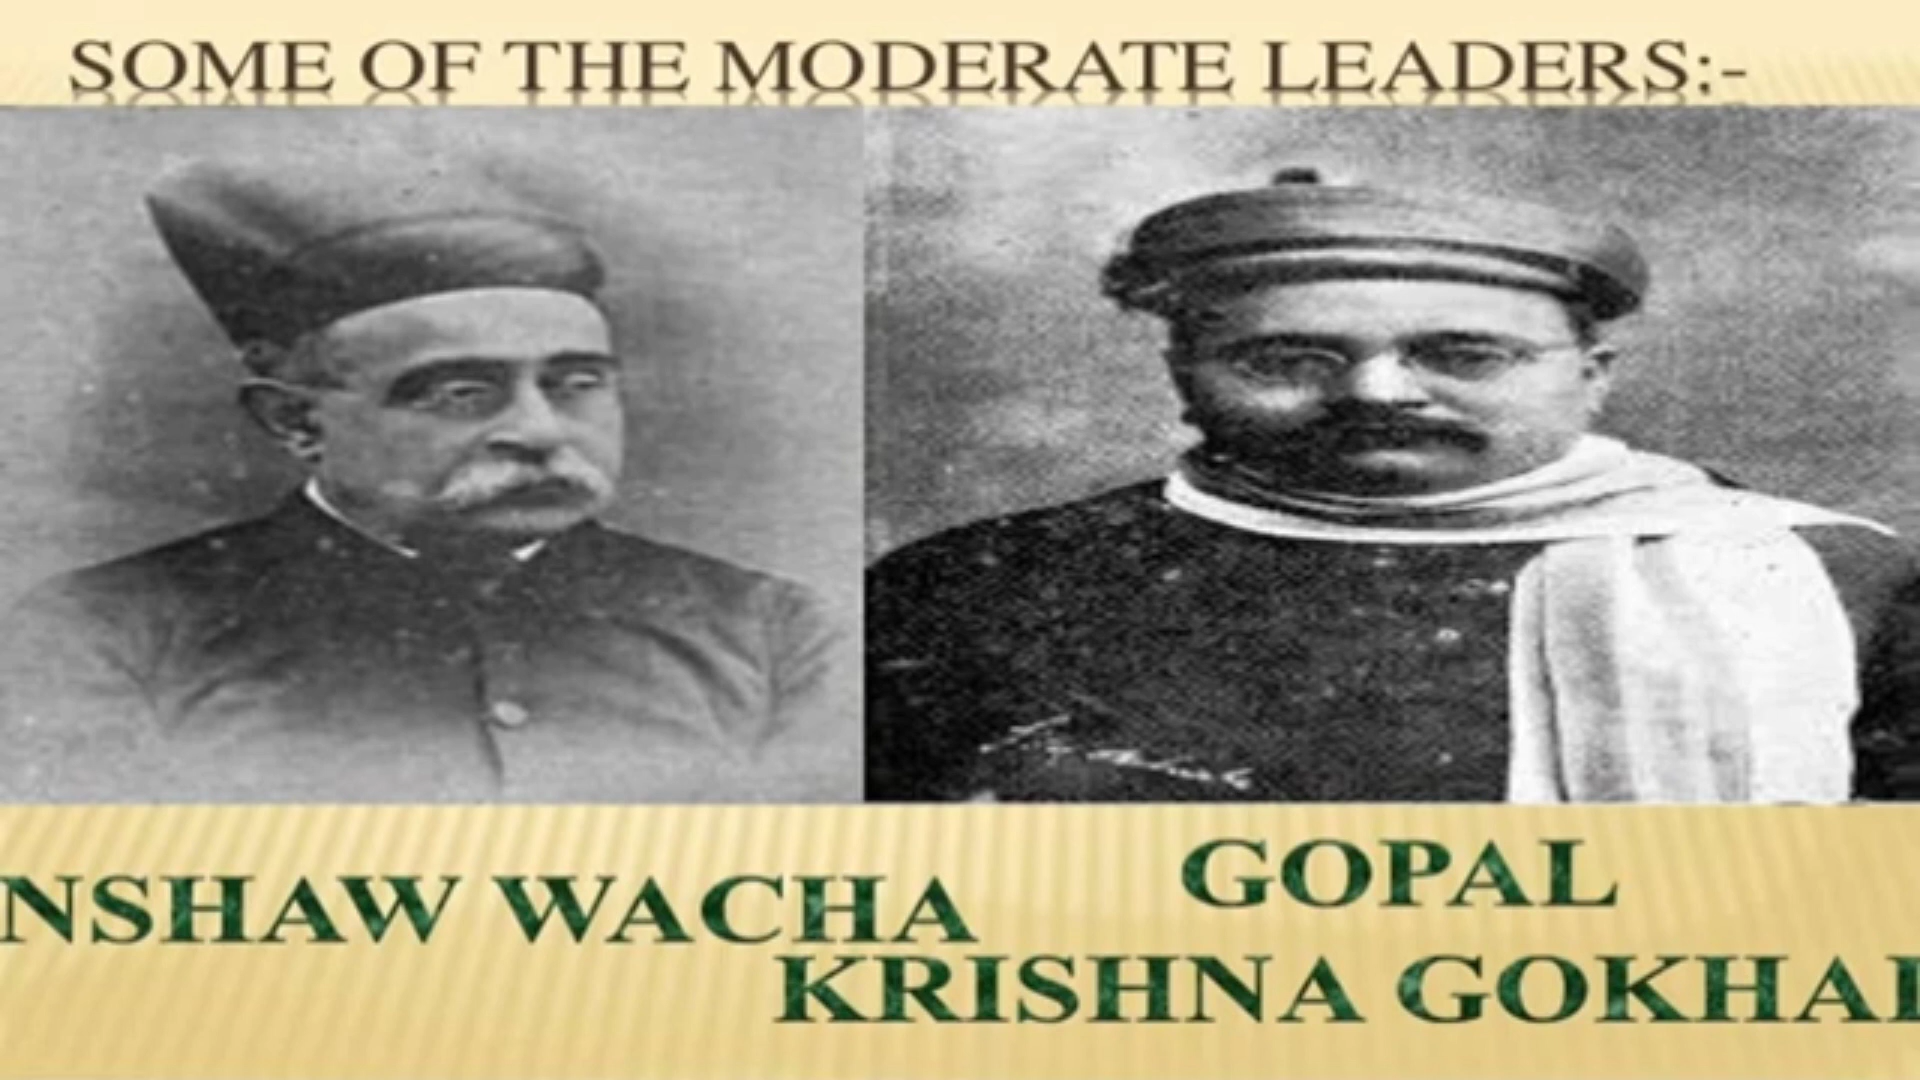 SOME OF THE MODERATE LEADERS:-
NSHAW WACHA
GOPAL
KRISHNA GOKHAL